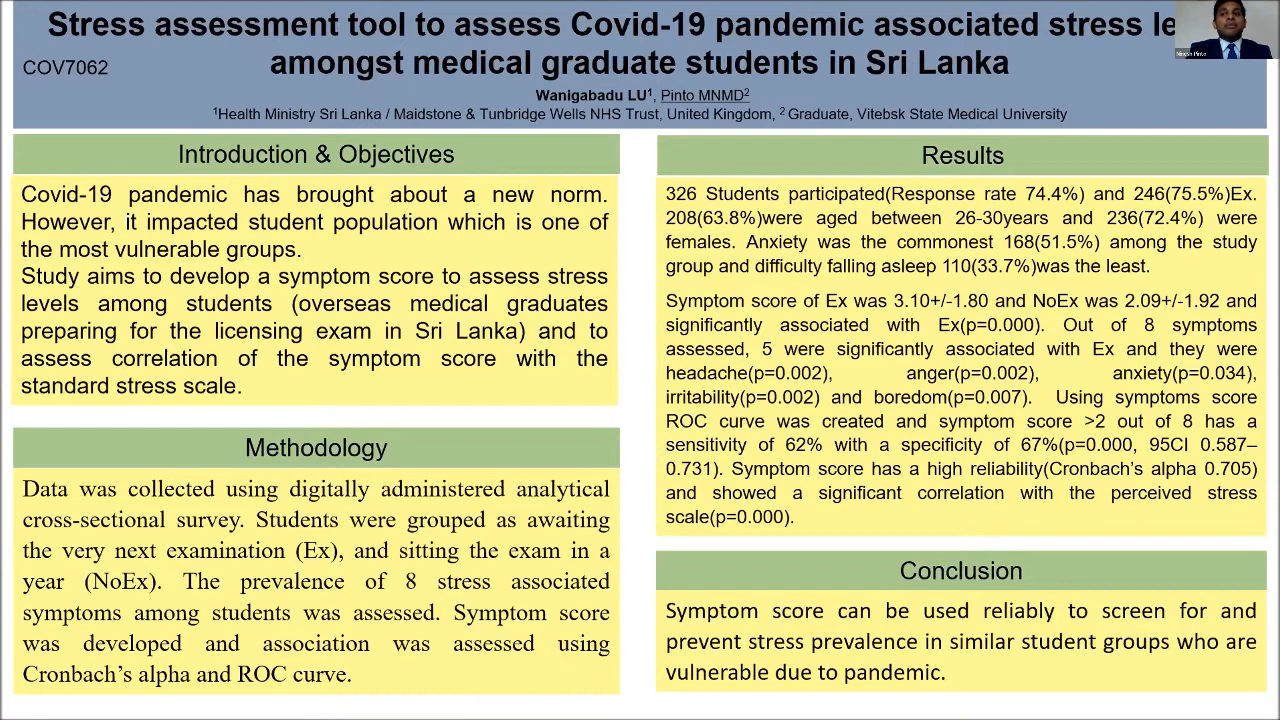 Stress assessment tool to assess Covid-19 pandemic associated stress le
amongst medical graduate students in Sri Lanka
COV7062
Ninesh Pinto
Wanigabadu LU1, Pinto MNMD2
1Health Ministry Sri Lanka / Maidstone & Tunbridge Wells NHS Trust, United Kingdom, 2 Graduate, Vitebsk State Medical University
Introduction & Objectives
Covid-19 pandemic has brought about a new norm.
However, it impacted student population which is one of
the most vulnerable groups.
Study aims to develop a symptom score to assess stress
levels among students (overseas medical graduates
preparing for the licensing exam in Sri Lanka) and to
assess correlation of the symptom score with the
standard stress scale.
Methodology
Data was collected using digitally administered analytical
cross-sectional survey. Students were grouped as awaiting
the very next examination (Ex), and sitting the exam in a
year (NoEx). The prevalence of 8 stress associated
symptoms among students was assessed. Symptom score
was developed and association was assessed using
Cronbach's alpha and ROC curve.
Results
326 Students participated(Response rate 74.4%) and 246(75.5%)Ex.
208(63.8%)were aged between 26-30years and 236(72.4%) were
females. Anxiety was the commonest 168(51.5%) among the study
group and difficulty falling asleep 110(33.7%)was the least.
Symptom score of Ex was 3.10+/-1.80 and NoEx was 2.09+/-1.92 and
significantly associated with Ex(p=0.000). Out of 8 symptoms
assessed, 5 were significantly associated with Ex and they were
headache(p=0.002), anger(p=0.002), anxiety(p=0.034),
irritability(p=0.002) and boredom(p=0.007). Using symptoms score
ROC curve was created and symptom score >2 out of 8 has a
sensitivity of 62% with a specificity of 67%(p=0.000, 95CI 0.587–
0.731). Symptom score has a high reliability(Cronbach's alpha 0.705)
and showed a significant correlation with the perceived stress
scale(p=0.000).
Conclusion
Symptom score can be used reliably to screen for and
prevent stress prevalence in similar student groups who are
vulnerable due to pandemic.